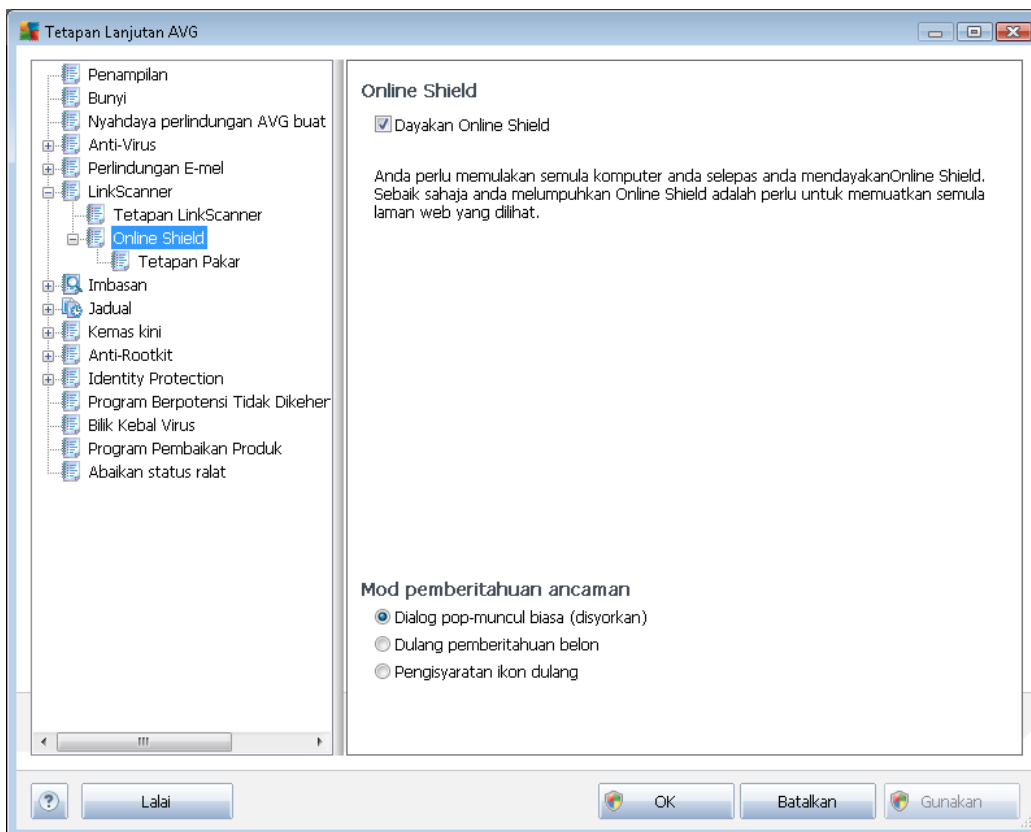 Tetapan Lanjutan AVG
Penampilan
Bunyi
Nyahdaya perlindungan AVG buat
Anti-Virus
Perlindungan E-mel
LinkScanner
Tetapan LinkScanner
Online Shield
Tetapan Pakar
Imbasan
Jadual
Kemas kini
Anti-Rootkit
Identity Protection
Program Berpotensi Tidak Dikeher
Bilik Kebal Virus
Program Pembaikan Produk
Abaikan status ralat
Online Shield
Dayakan Online Shield
Anda perlu memulakan semula komputer anda selepas anda mendayakanOnline Shield.
Sebaik sahaja anda melumpuhkan Online Shield adalah perlu untuk memuatkan semula
laman web yang dilihat.
Mod pemberitahuan ancaman
Dialog pop-muncul biasa (disyorkan)
Dulang pemberitahuan belon
Pengisyaratan ikon dulang
? Lalai OK Batalkan Gunakan